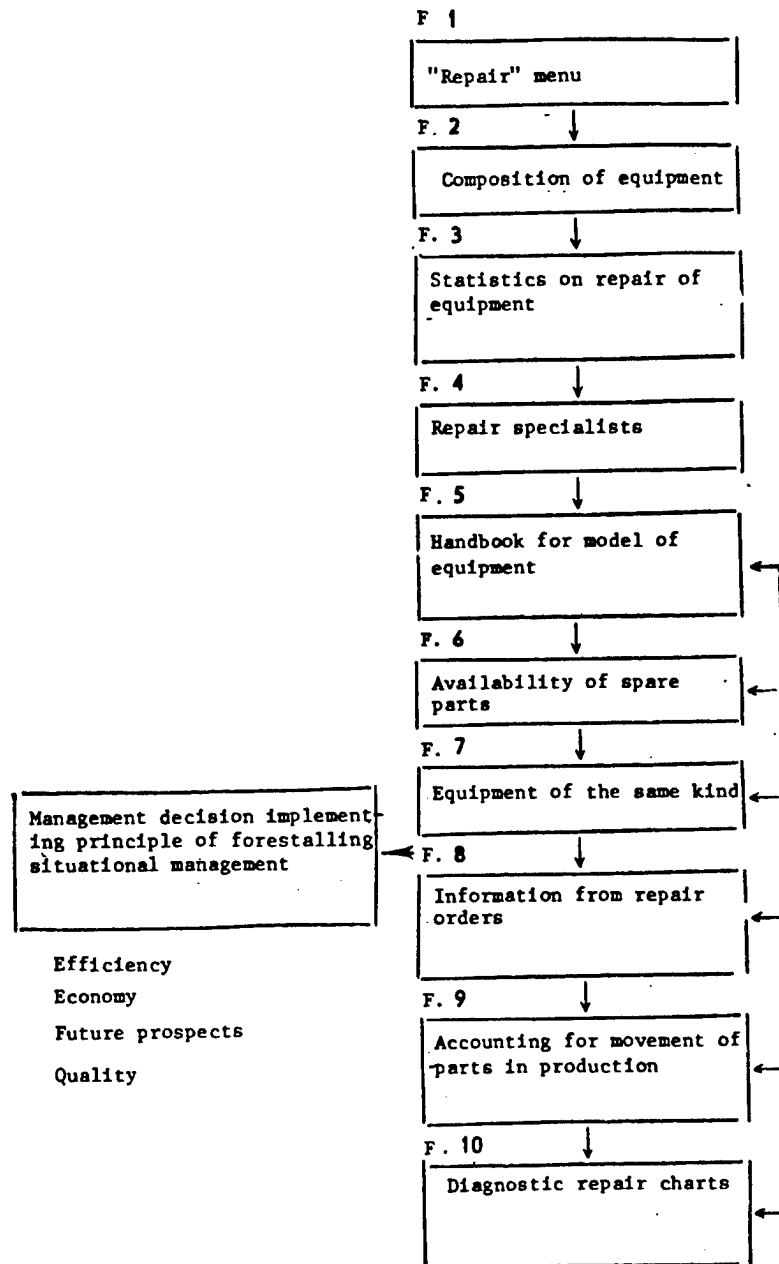 F 1
"Repair" menu
F. 2
Composition of equipment
F. 3
Statistics on repair of
equipment
F. 4
Repair specialists
F. 5
Handbook for model of
equipment
F. 6
Availability of spare
parts
F. 7
Equipment of the same kind
Management decision implement-
ing principle of forestalling
situational management
F. 8
Information from repair
orders
Efficiency
Economy
Future prospects
Quality
F. 9
Accounting for movement of
parts in production
F. 10
Diagnostic repair charts